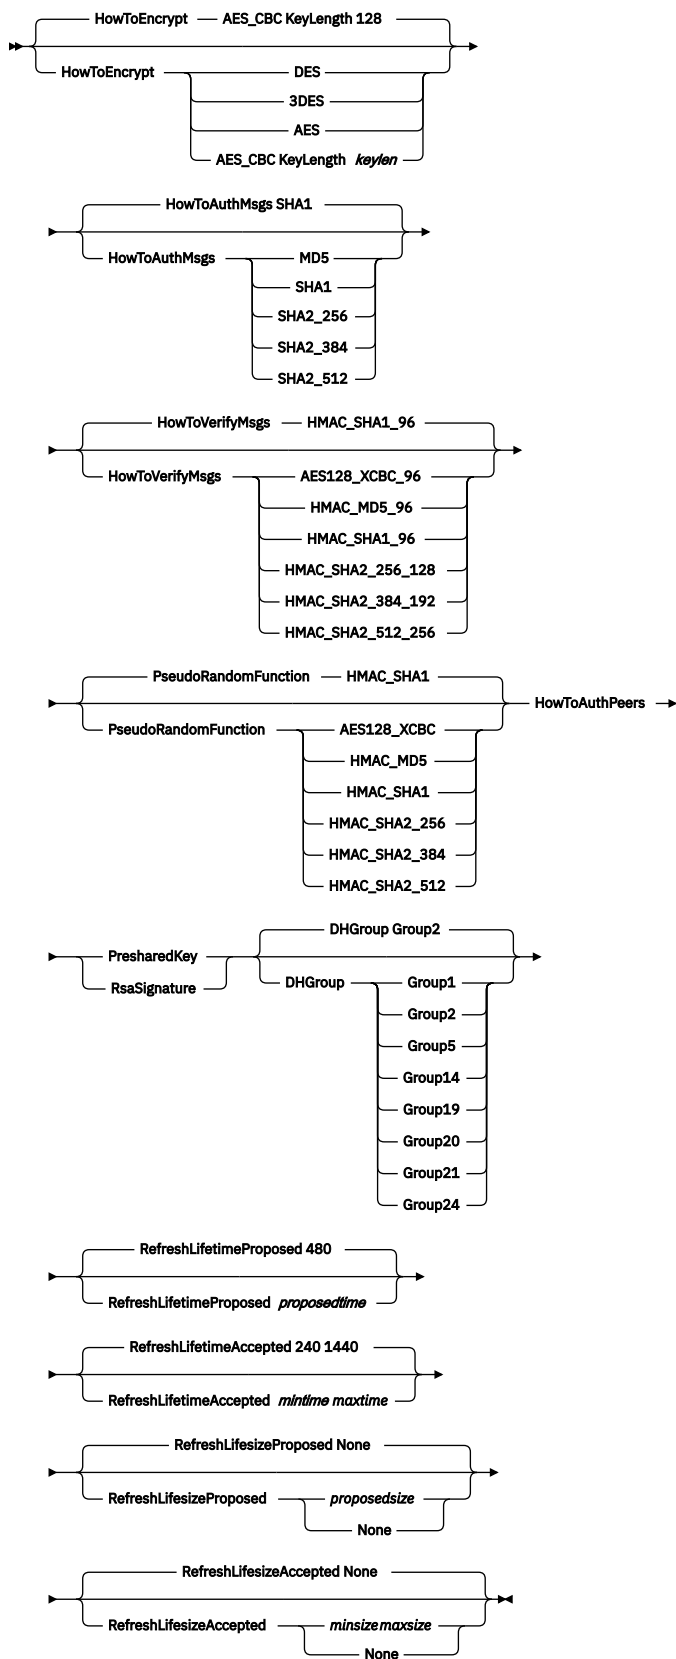 HowToEncrypt AES_CBC KeyLength 128
HowToEncrypt DES
3DES
AES
AES_CBC KeyLength keylen
HowToAuthMsgs SHA1
HowToAuthMsgs MD5
SHA1
SHA2_256
SHA2_384
SHA2_512
HowToVerifyMsgs HMAC_SHA1_96
HowToVerifyMsgs AES128_XCBC_96
HMAC_MD5_96
HMAC_SHA1_96
HMAC_SHA2_256_128
HMAC_SHA2_384_192
HMAC_SHA2_512_256
PseudoRandomFunction HMAC_SHA1
HowToAuthPeers
PseudoRandomFunction AES128_XCBC
HMAC_MD5
HMAC_SHA1
HMAC_SHA2_256
HMAC_SHA2_384
HMAC_SHA2_512
DHGroup Group2
PresharedKey
RsaSignature
DHGroup Group1
Group2
Group5
Group14
Group19
Group20
Group21
Group24
RefreshLifetimeProposed 480
RefreshLifetimeProposed proposedtime
RefreshLifetimeAccepted 240 1440
RefreshLifetimeAccepted mintime maxtime
RefreshLifesizeProposed None
RefreshLifesizeProposed proposedsize
None
RefreshLifesizeAccepted None
RefreshLifesizeAccepted minsize maxsize
None